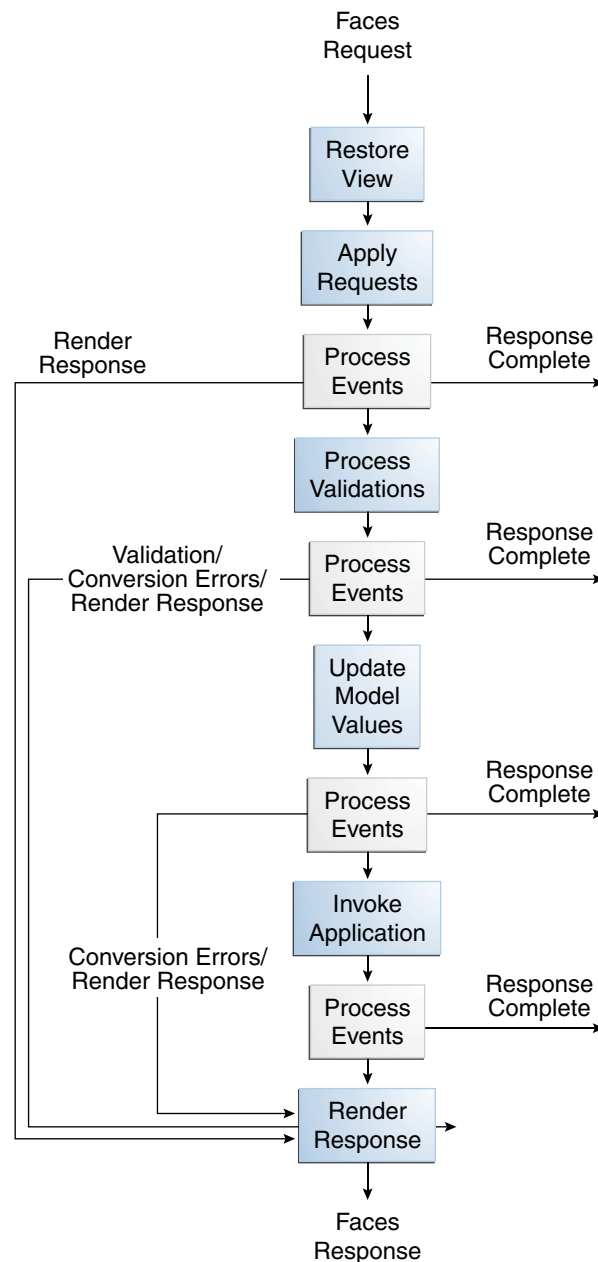 Faces
Request
Restore
View
Apply
Requests
Render
Response
Process
Events
Response
Complete
Process
Validations
Validation/
Conversion Errors/
Render Response
Process
Events
Response
Complete
Update
Model
Values
Process
Events
Response
Complete
Invoke
Application
Conversion Errors/
Render Response
Process
Events
Response
Complete
Render
Response
Faces
Response